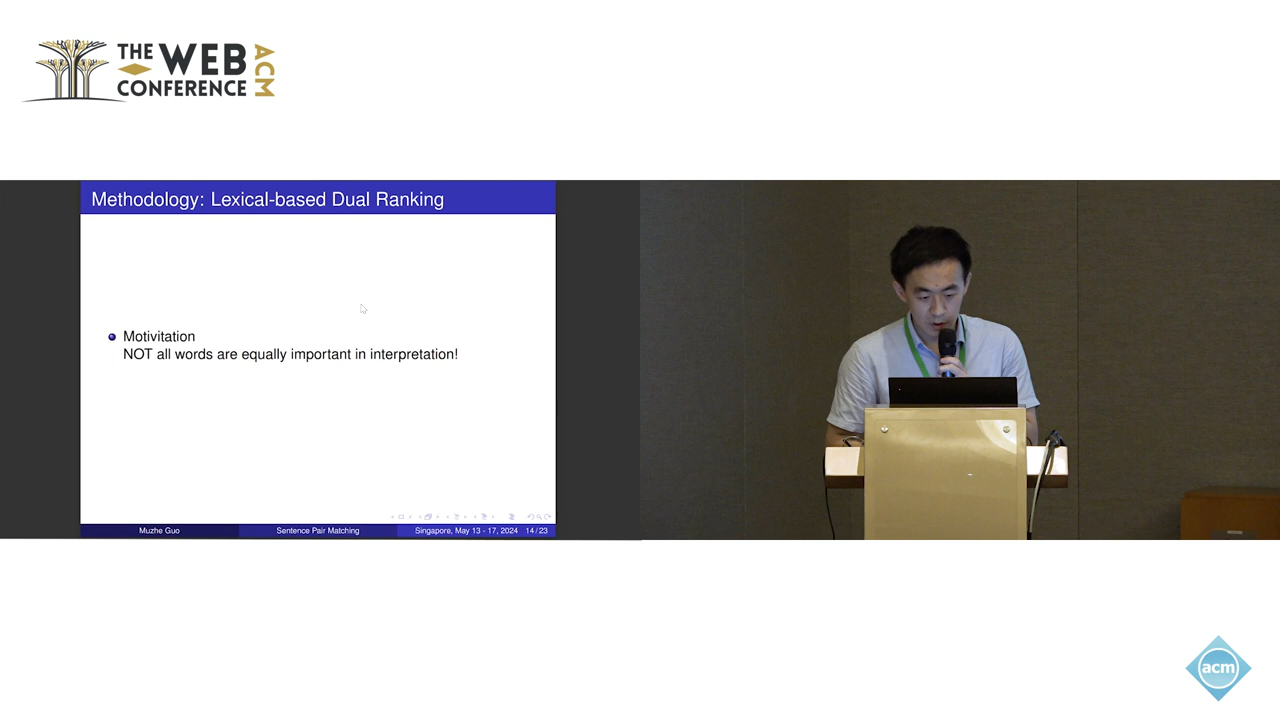 THE WEB
CONFERENCE
ACM
Methodology: Lexical-based Dual Ranking
Motivitation
NOT all words are equally important in interpretation!
Muzhe Guo
Sentence Pair Matching
Singapore, May 13 - 17, 2024
14 / 23
acm